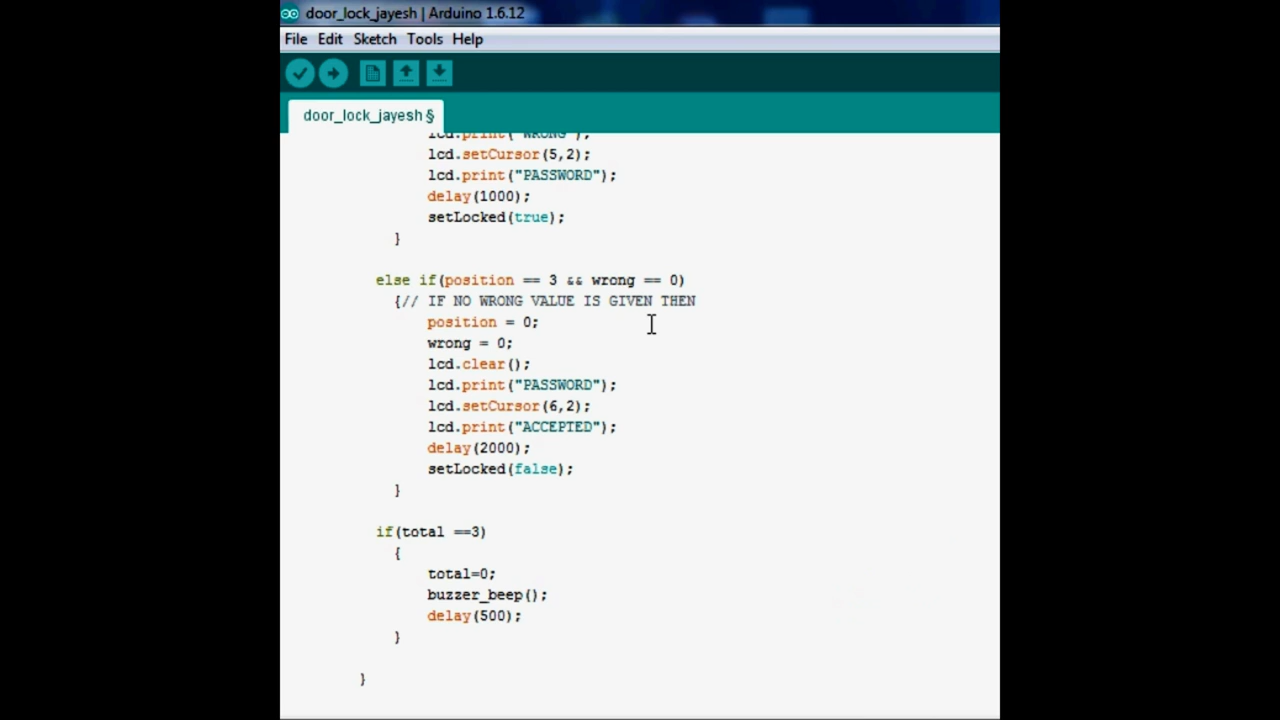 door_lock_jayesh | Arduino 1.6.12
File Edit Sketch Tools Help
door_lock_jayesh §
lcd.print("WRONG");
lcd.setCursor(5,2);
lcd.print("PASSWORD");
delay(1000);
setLocked(true);
}
else if(position == 3 && wrong == 0)
{// IF NO WRONG VALUE IS GIVEN THEN
position = 0;
wrong = 0;
lcd.clear();
lcd.print("PASSWORD");
lcd.setCursor(6,2);
lcd.print("ACCEPTED");
delay(2000);
setLocked(false);
}
if(total ==3)
{
total=0;
buzzer_beep();
delay(500);
}
}